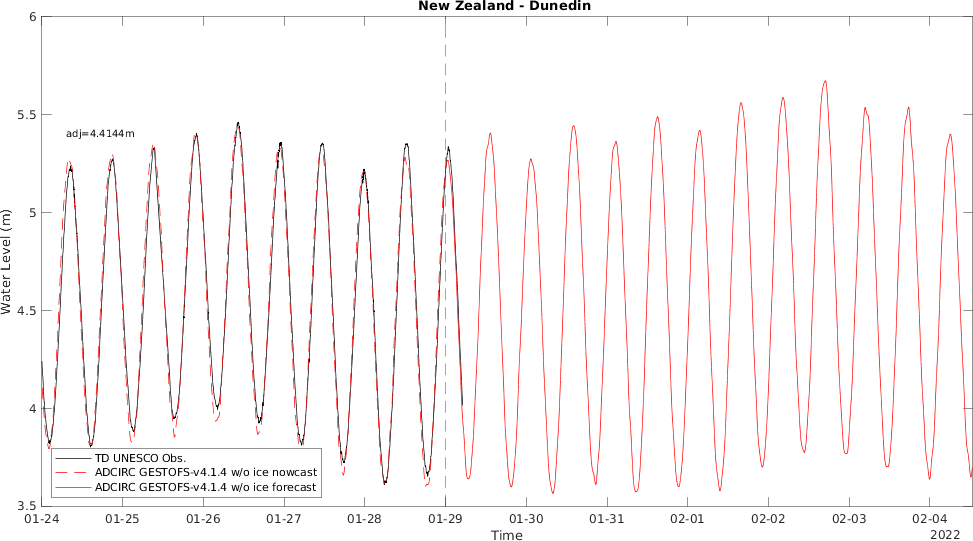 New Zealand - Dunedin
6
5.5
5
4.5
4
3.5
Water Level (m)
adj=4.4144m
TD UNESCO Obs.
ADCIRC GESTOFS-v4.1.4 w/o ice nowcast
ADCIRC GESTOFS-v4.1.4 w/o ice forecast
01-24 01-25 01-26 01-27 01-28 01-29 01-30 01-31 02-01 02-02 02-03 02-04
Time
2022